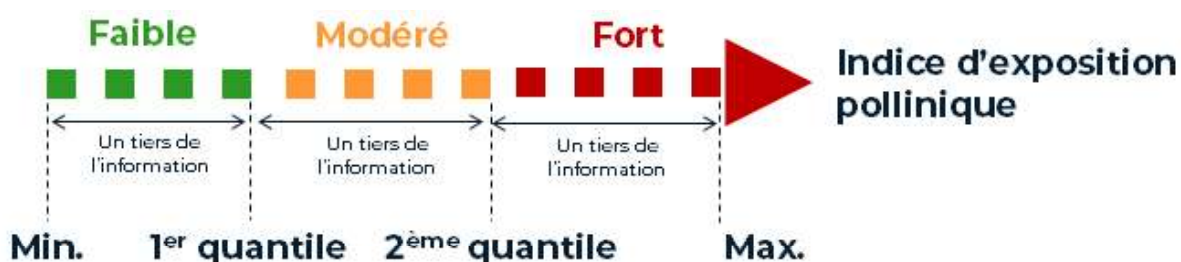 Faible
Modéré
Fort
Indice d'exposition
pollinique
Un tiers de
l'information
Un tiers de
l'information
Un tiers de
l'information
Min.
1er quantile
2ème quantile
Max.